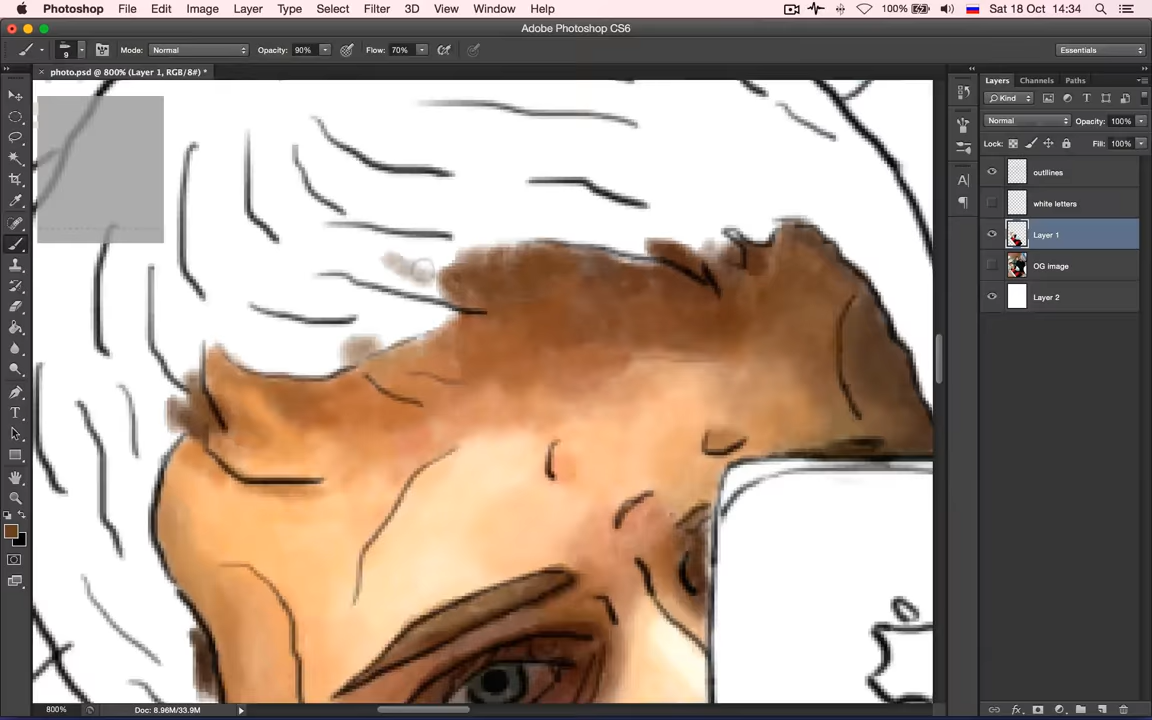 Photoshop File Edit Image Layer Type Select Filter 3D View Window Help 100% Sat 18 Oct 14:34
Adobe Photoshop CS6
9 Mode: Normal Opacity: 90% Flow: 70% Essentials
× photo.psd @ 800% (Layer 1, RGB/8#) *
Layers Channels Paths
Kind
Normal Opacity: 100%
Lock: Fill: 100%
outllines
white letters
Layer 1
OG image
Layer 2
800% Doc: 8.96M/33.9M